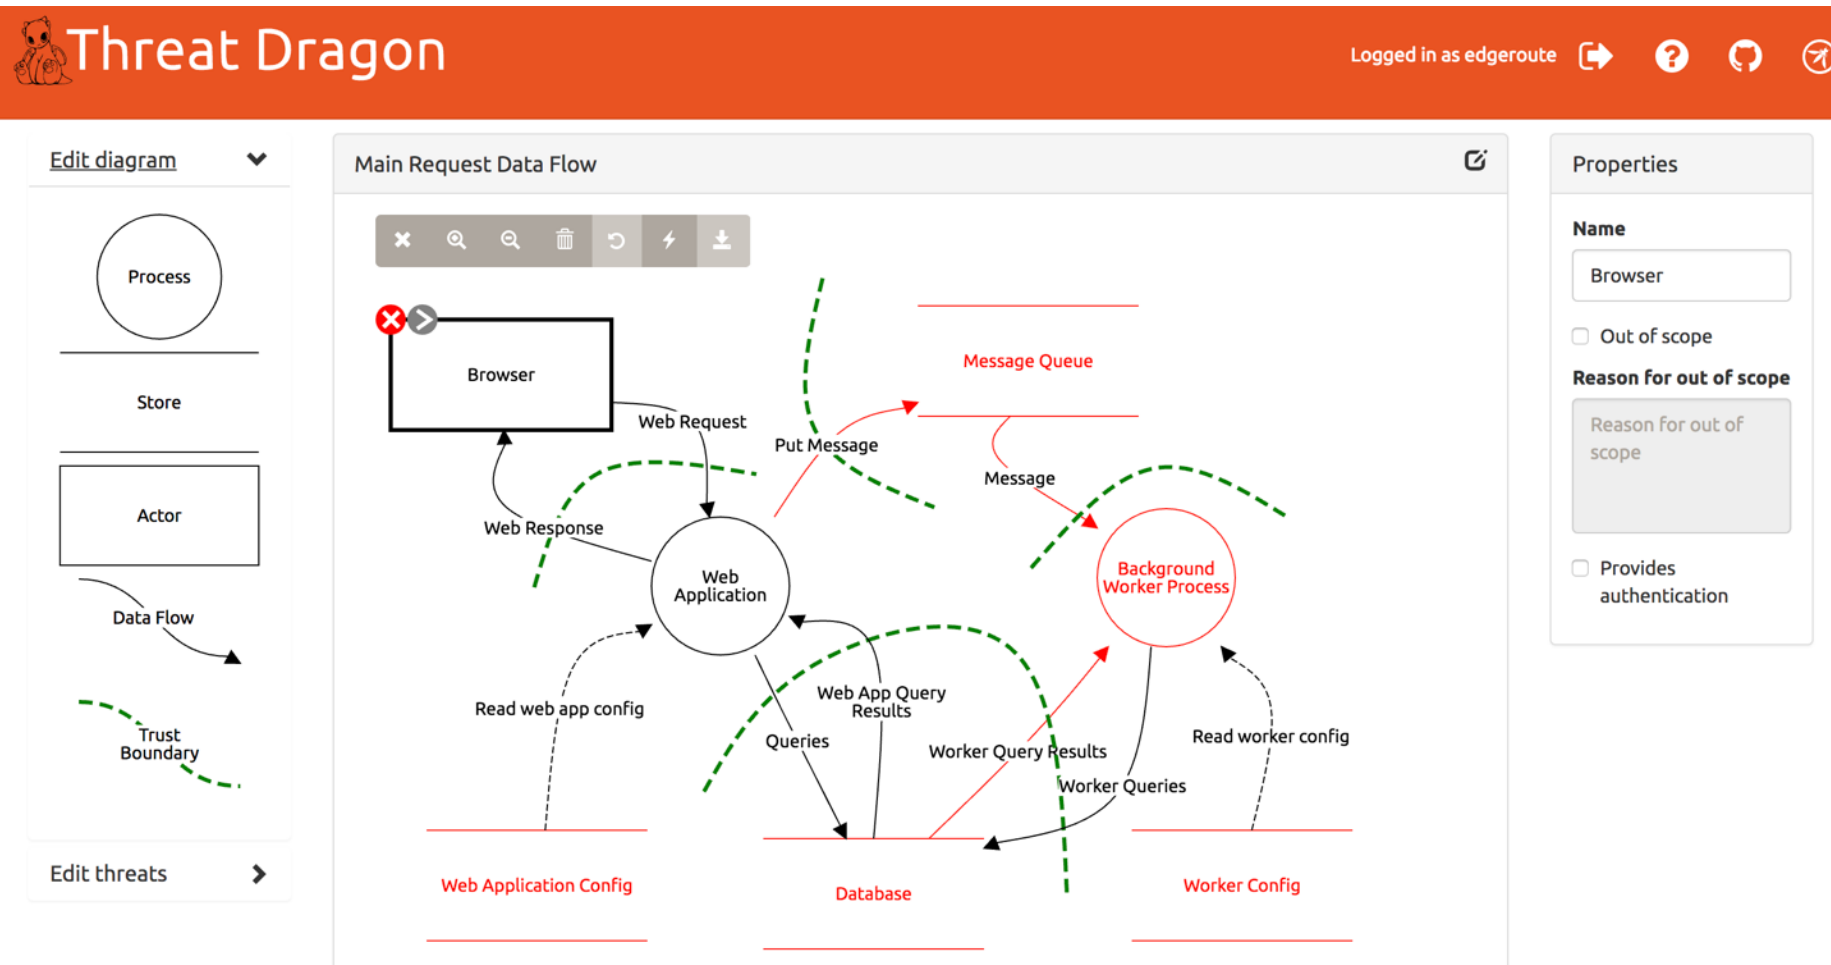 Threat Dragon
Logged in as edgeroute
Edit diagram
Process
Store
Actor
Data Flow
Trust
Boundary
Edit threats
Main Request Data Flow
Browser
Web Request
Web Response
Put Message
Message Queue
Message
Web
Application
Background
Worker Process
Read web app config
Web App Query
Results
Queries
Worker Query Results
Worker Queries
Read worker config
Web Application Config
Database
Worker Config
Properties
Name
Browser
Out of scope
Reason for out of scope
Reason for out of
scope
Provides
authentication